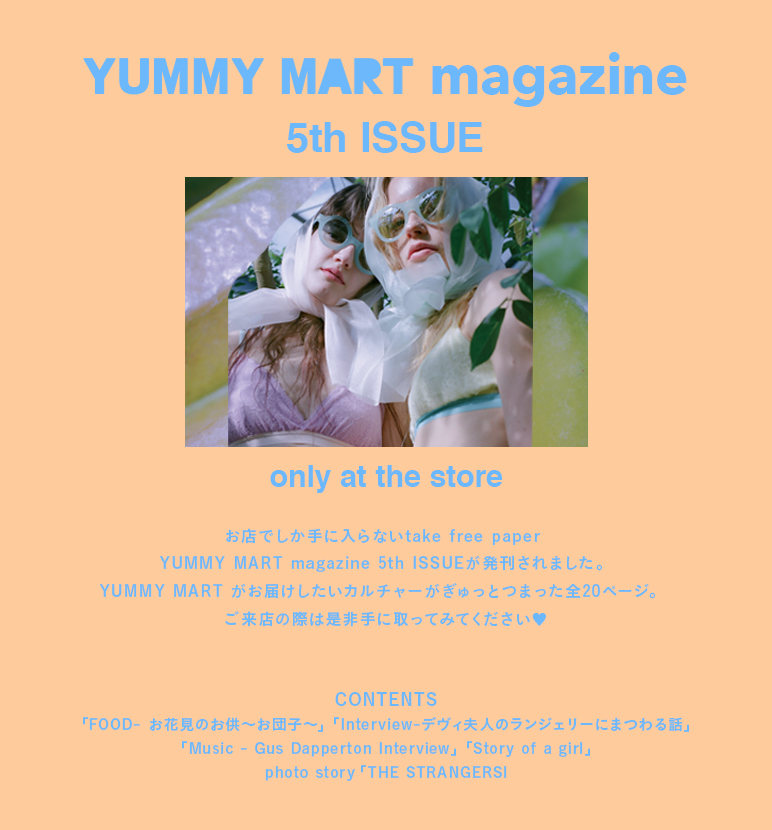 YUMMY MART magazine
5th ISSUE
only at the store
お店でしか手に入らないtake free paper
YUMMY MART magazine 5th ISSUEが発刊されました。
YUMMY MART がお届けしたいカルチャーがぎゅっとつまった全20ページ。
ご来店の際は是非手に取ってみてください♥
CONTENTS
「FOOD- お花見のお供〜お団子〜」「Interview-デヴィ夫人のランジェリーにまつわる話」
「Music - Gus Dapperton Interview」「Story of a girl」
photo story「THE STRANGERS｣